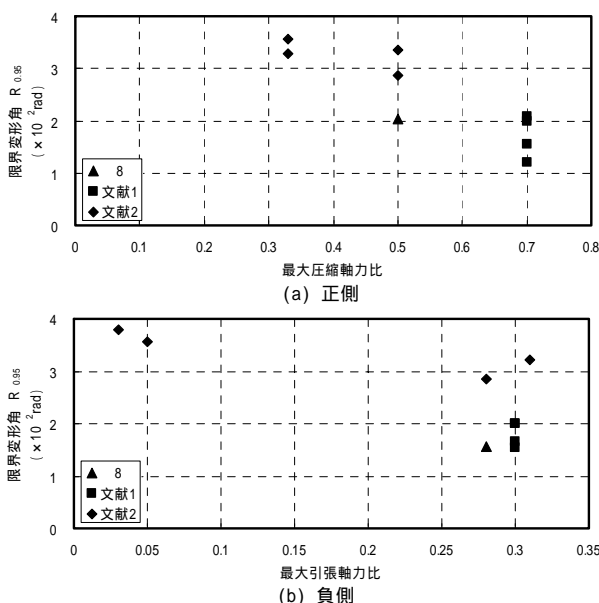 4
3
2
1
0
限界変形角 R 0.95
(×10⁻²rad)
▲ 8
■ 文献1
◆ 文献2
0 0.1 0.2 0.3 0.4 0.5 0.6 0.7 0.8
最大圧縮軸力比
(a) 正側
4
3
2
1
0
限界変形角 R 0.95
(×10⁻²rad)
▲ 8
■ 文献1
◆ 文献2
0 0.05 0.1 0.15 0.2 0.25 0.3 0.35
最大引張軸力比
(b) 負側